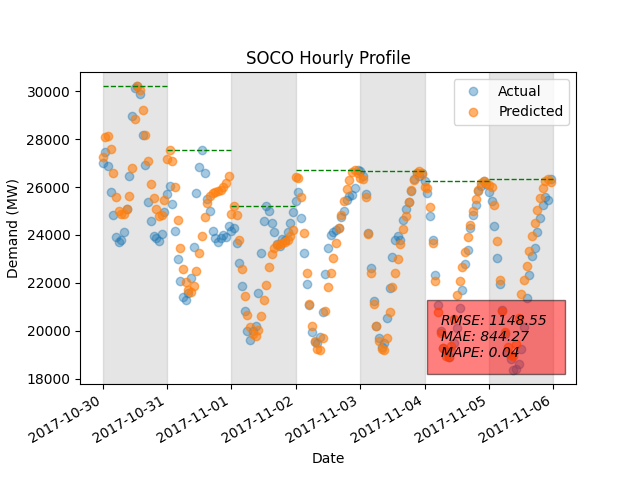 SOCO Hourly Profile
Actual
Predicted
Demand (MW)
30000
28000
26000
24000
22000
20000
18000
RMSE: 1148.55
MAE: 844.27
MAPE: 0.04
2017-10-30
2017-10-31
2017-11-01
2017-11-02
2017-11-03
2017-11-04
2017-11-05
2017-11-06
Date